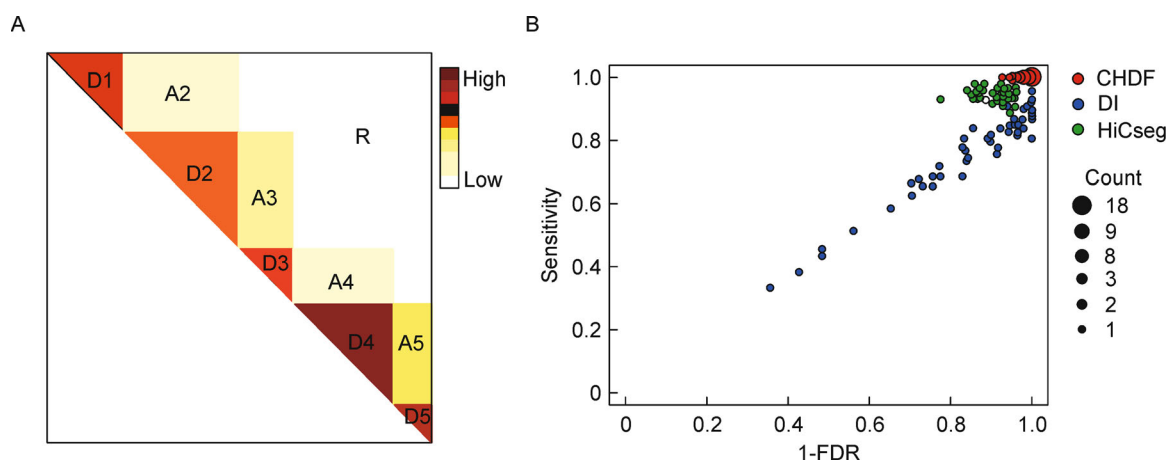 A
D1
A2
R
D2
A3
D3
A4
D4
A5
D5
High
Low
B
Sensitivity
1.0
0.8
0.6
0.4
0.2
0
0 0.2 0.4 0.6 0.8 1.0
1-FDR
CHDF
DI
HiCseg
Count
18
9
8
3
2
1